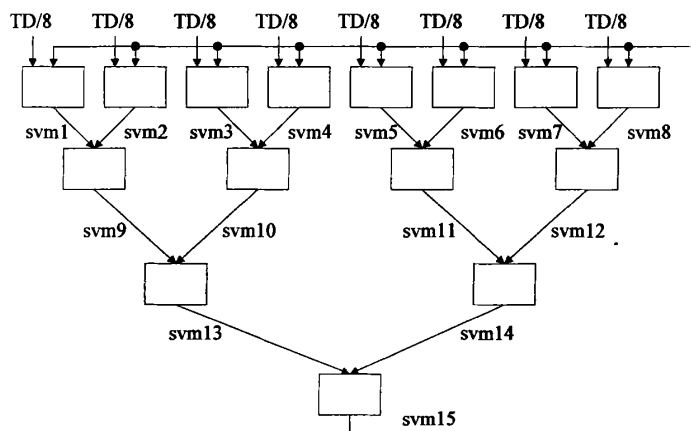 TD/8 TD/8 TD/8 TD/8 TD/8 TD/8 TD/8 TD/8
svm1 svm2 svm3 svm4 svm5 svm6 svm7 svm8
svm9 svm10 svm11 svm12
svm13 svm14
svm15